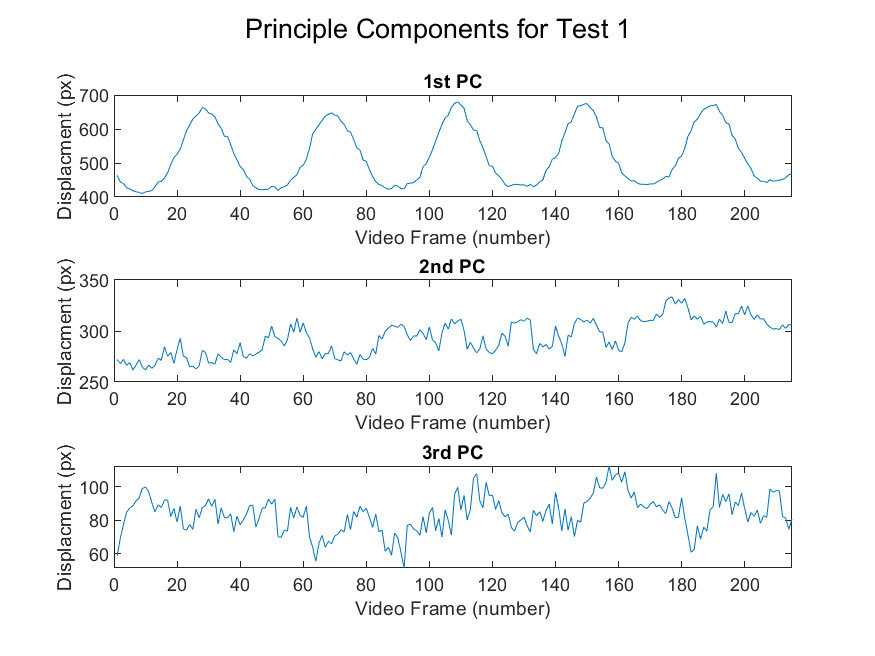 Principle Components for Test 1
1st PC
Displacment (px)
700
600
500
400
0 20 40 60 80 100 120 140 160 180 200
Video Frame (number)
2nd PC
Displacment (px)
350
300
250
0 20 40 60 80 100 120 140 160 180 200
Video Frame (number)
3rd PC
Displacment (px)
100
80
60
0 20 40 60 80 100 120 140 160 180 200
Video Frame (number)